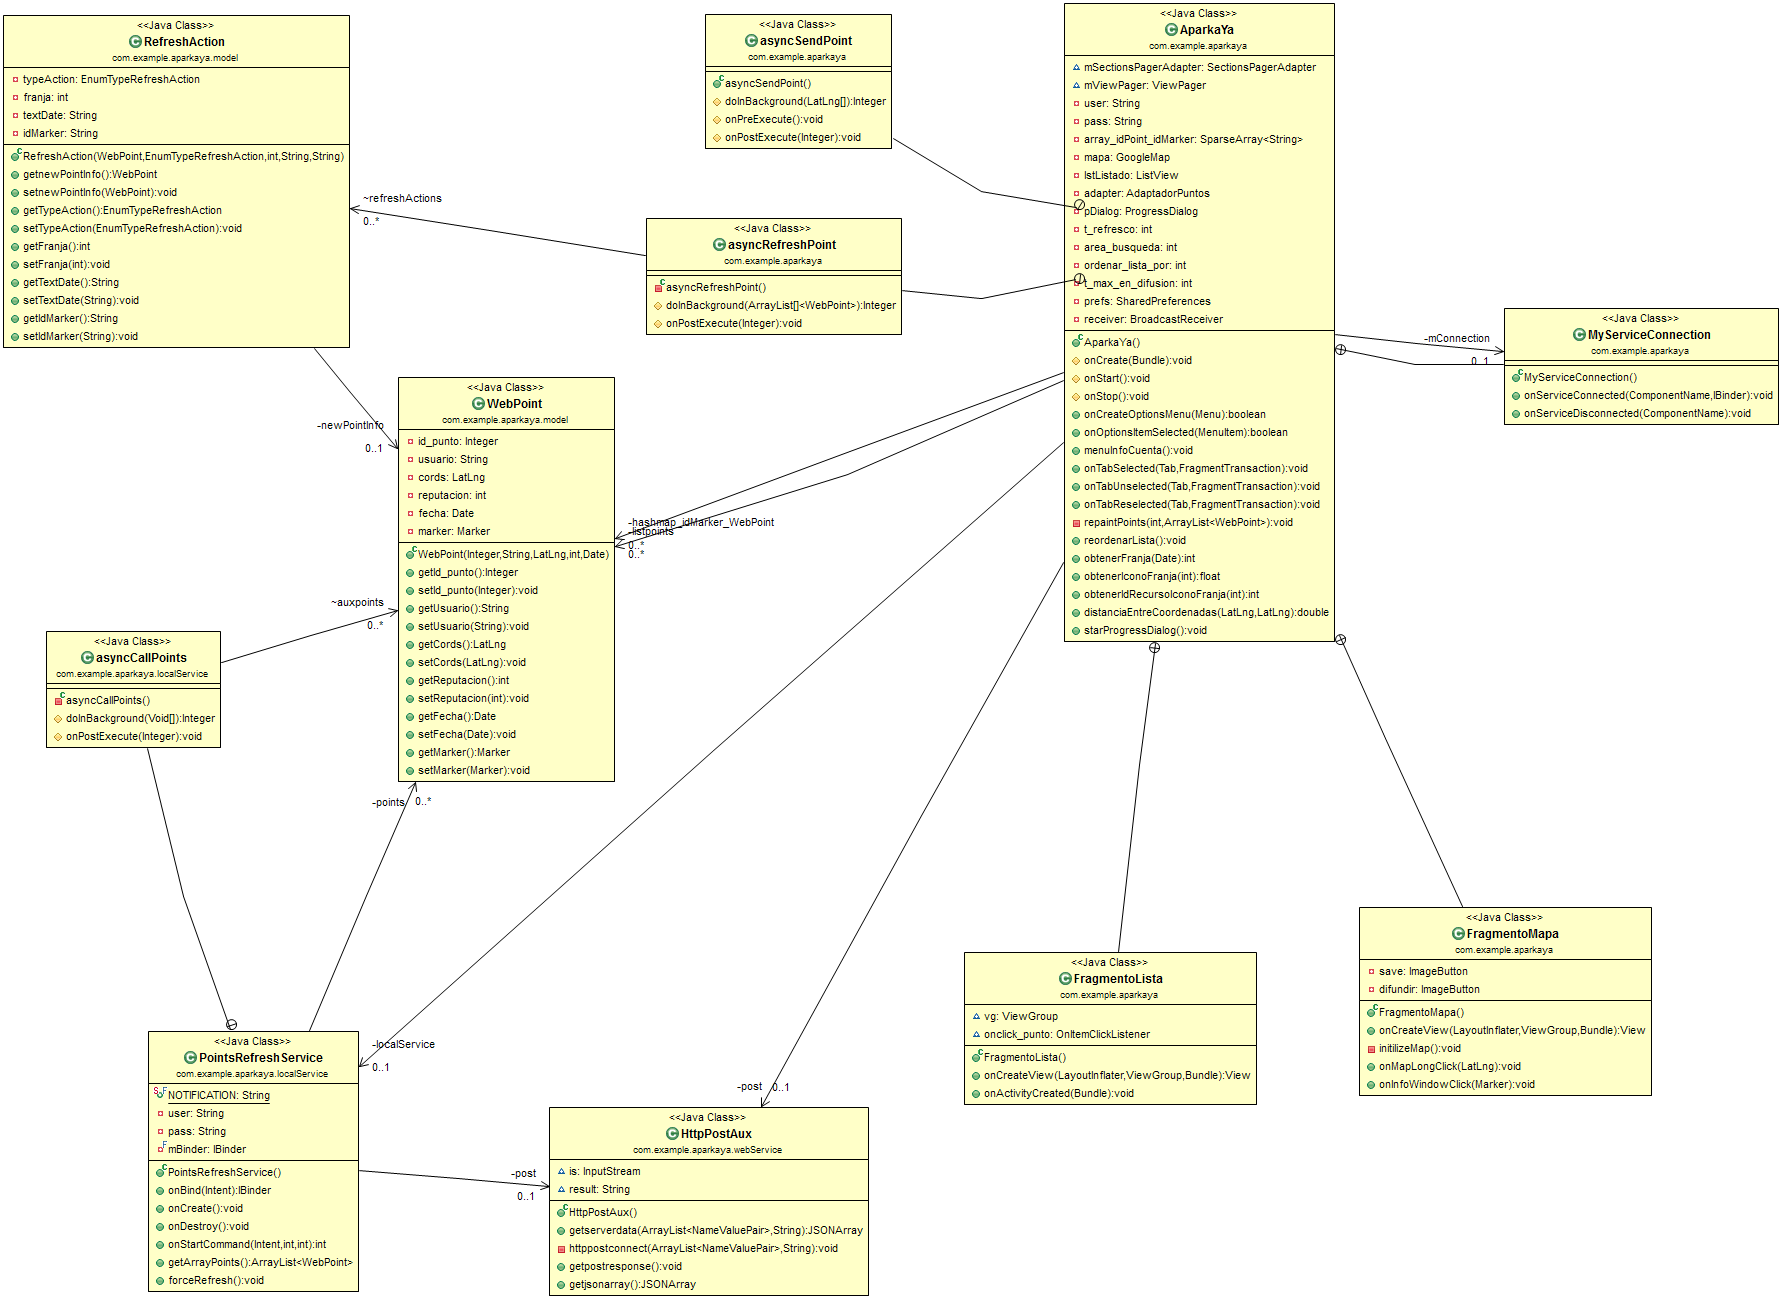 <<Java Class>>
RefreshAction
com.example.aparkaya.model
typeAction: EnumTypeRefreshAction
franja: int
textDate: String
idMarker: String
RefreshAction(WebPoint,EnumTypeRefreshAction,int,String,String)
getnewPointInfo():WebPoint
setnewPointInfo(WebPoint):void
getTypeAction():EnumTypeRefreshAction
setTypeAction(EnumTypeRefreshAction):void
getFranja():int
setFranja(int):void
getTextDate():String
setTextDate(String):void
getIdMarker():String
setIdMarker(String):void
<<Java Class>>
asyncSendPoint
com.example.aparkaya
asyncSendPoint()
doInBackground(LatLng[]):Integer
onPreExecute():void
onPostExecute(Integer):void
<<Java Class>>
AparkaYa
com.example.aparkaya
mSectionsPagerAdapter: SectionsPagerAdapter
mViewPager: ViewPager
user: String
pass: String
array_idPoint_idMarker: SparseArray<String>
mapa: GoogleMap
lstListado: ListView
adapter: AdaptadorPuntos
pDialog: ProgressDialog
t_refresco: int
area_busqueda: int
ordenar_lista_por: int
t_max_en_difusion: int
prefs: SharedPreferences
receiver: BroadcastReceiver
AparkaYa()
onCreate(Bundle):void
onStart():void
onStop():void
onCreateOptionsMenu(Menu):boolean
onOptionsItemSelected(MenuItem):boolean
menuInfoCuenta():void
onTabSelected(Tab,FragmentTransaction):void
onTabUnselected(Tab,FragmentTransaction):void
onTabReselected(Tab,FragmentTransaction):void
repaintPoints(int,ArrayList<WebPoint>):void
reordenarLista():void
obtenerFranja(Date):int
obtenerIconoFranja(int):float
obtenerIdRecursoIconoFranja(int):int
distanciaEntreCoordenadas(LatLng,LatLng):double
starProgressDialog():void
~refreshActions
0..*
<<Java Class>>
asyncRefreshPoint
com.example.aparkaya
asyncRefreshPoint()
doInBackground(ArrayList[]<WebPoint>):Integer
onPostExecute(Integer):void
-mConnection
0..1
<<Java Class>>
MyServiceConnection
com.example.aparkaya
MyServiceConnection()
onServiceConnected(ComponentName,IBinder):void
onServiceDisconnected(ComponentName):void
-newPointInfo
0..1
<<Java Class>>
WebPoint
com.example.aparkaya.model
id_punto: Integer
usuario: String
cords: LatLng
reputacion: int
fecha: Date
marker: Marker
WebPoint(Integer,String,LatLng,int,Date)
getId_punto():Integer
setId_punto(Integer):void
getUsuario():String
setUsuario(String):void
getCords():LatLng
setCords(LatLng):void
getReputacion():int
setReputacion(int):void
getFecha():Date
setFecha(Date):void
getMarker():Marker
setMarker(Marker):void
-hashmap_idMarker_WebPoint
-listpoints
0..*
0..*
~auxpoints
0..*
<<Java Class>>
asyncCallPoints
com.example.aparkaya.localService
asyncCallPoints()
doInBackground(Void[]):Integer
onPostExecute(Integer):void
-points
0..*
<<Java Class>>
PointsRefreshService
com.example.aparkaya.localService
NOTIFICATION: String
user: String
pass: String
mBinder: IBinder
PointsRefreshService()
onBind(Intent):IBinder
onCreate():void
onDestroy():void
onStartCommand(Intent,int,int):int
getArrayPoints():ArrayList<WebPoint>
forceRefresh():void
-localService
0..1
-post
0..1
-post
0..1
<<Java Class>>
HttpPostAux
com.example.aparkaya.webService
is: InputStream
result: String
HttpPostAux()
getserverdata(ArrayList<NameValuePair>,String):JSONArray
httppostconnect(ArrayList<NameValuePair>,String):void
getpostresponse():void
getjsonarray():JSONArray
<<Java Class>>
FragmentoLista
com.example.aparkaya
vg: ViewGroup
onclick_punto: OnItemClickListener
FragmentoLista()
onCreateView(LayoutInflater,ViewGroup,Bundle):View
onActivityCreated(Bundle):void
<<Java Class>>
FragmentoMapa
com.example.aparkaya
save: ImageButton
difundir: ImageButton
FragmentoMapa()
onCreateView(LayoutInflater,ViewGroup,Bundle):View
initilizeMap():void
onMapLongClick(LatLng):void
onInfoWindowClick(Marker):void